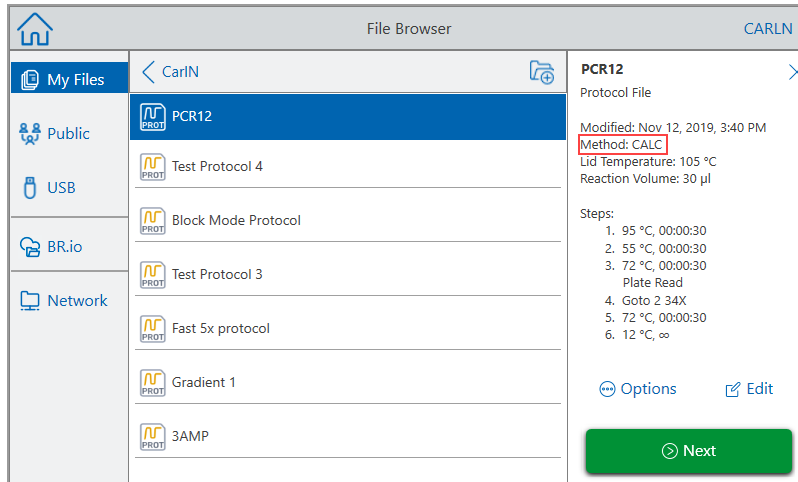 File Browser
CARLN
My Files
Public
USB
BR.io
Network
CarIN
PROT
PCR12
PROT
Test Protocol 4
PROT
Block Mode Protocol
PROT
Test Protocol 3
PROT
Fast 5x protocol
PROT
Gradient 1
PROT
3AMP
PCR12
Protocol File
Modified: Nov 12, 2019, 3:40 PM
Method: CALC
Lid Temperature: 105 °C
Reaction Volume: 30 µl
Steps:
1. 95 °C, 00:00:30
2. 55 °C, 00:00:30
3. 72 °C, 00:00:30
Plate Read
4. Goto 2 34X
5. 72 °C, 00:00:30
6. 12 °C, ∞
Options
Edit
Next